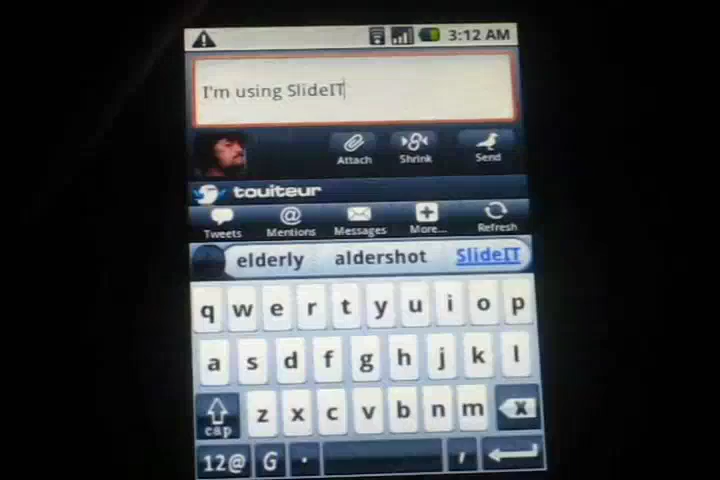 3:12 AM
I'm using SlideIT
Attach Shrink Send
touiteur
Tweets Mentions Messages More... Refresh
elderly aldershot SlideIT
q w e r t y u i o p
a s d f g h j k l
cap z x c v b n m x
12@ G . ,